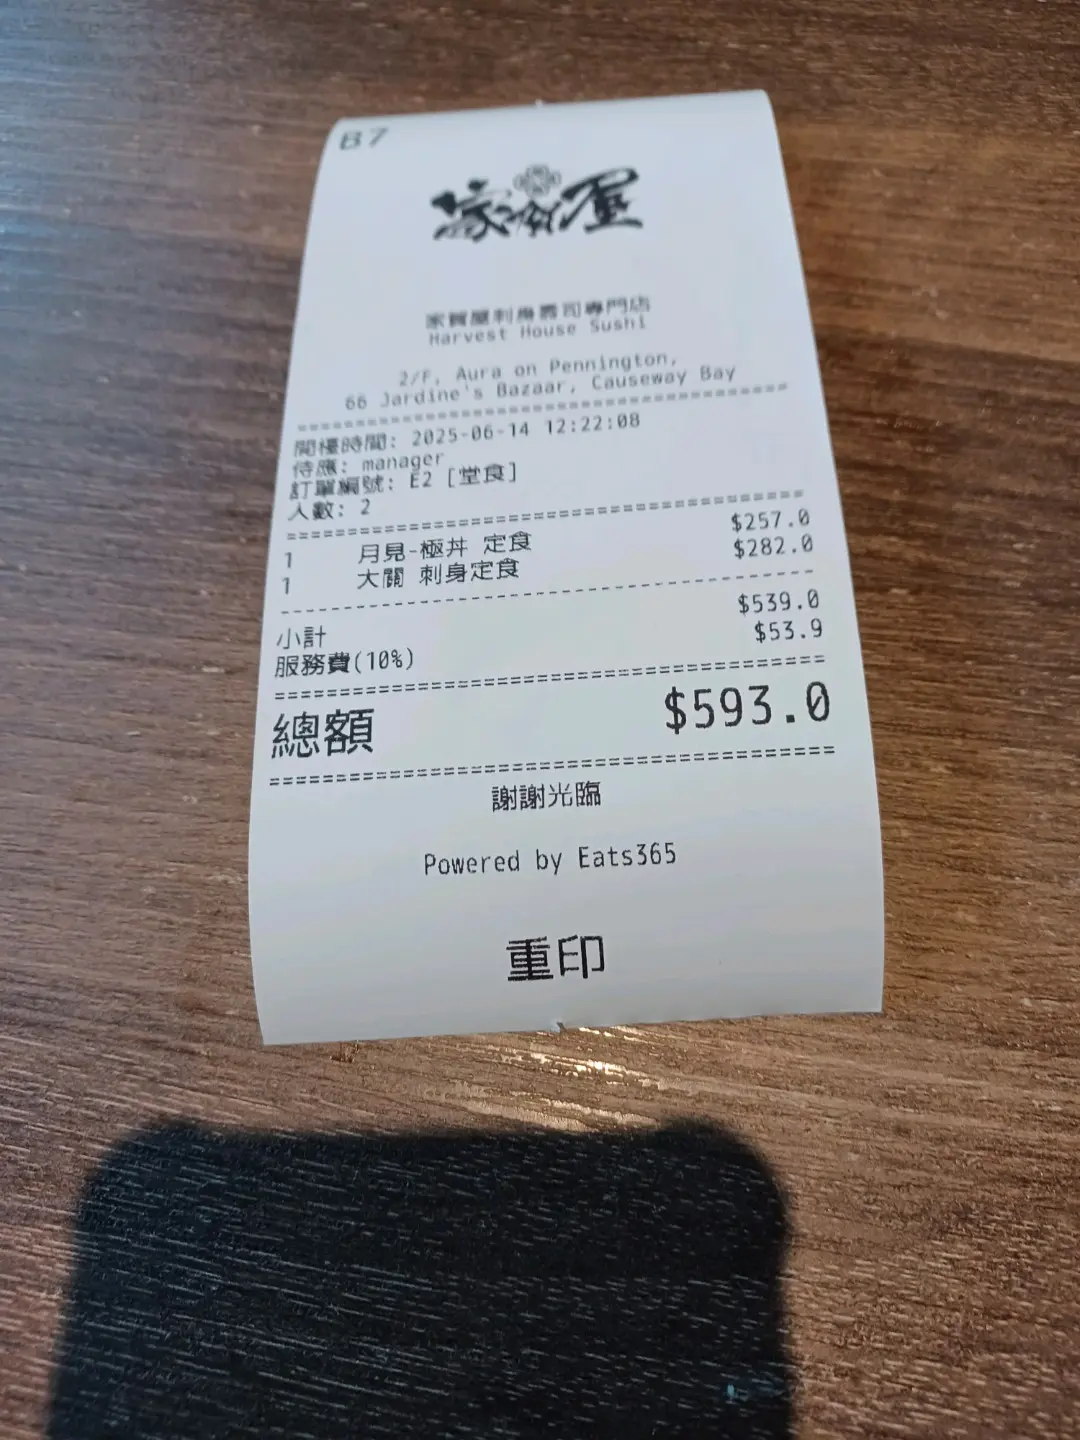 B7
家賀屋
家賀屋刺身壽司專門店
Harvest House Sushi
2/F, Aura on Pennington,
66 Jardine's Bazaar, Causeway Bay
開檯時間: 2025-06-14 12:22:08
侍應: manager
訂單編號: E2 [堂食]
人數: 2
1 月見-極丼 定食 $257.0
1 大關 刺身定食 $282.0
小計 $539.0
服務費(10%) $53.9
總額 $593.0
謝謝光臨
Powered by Eats365
重印